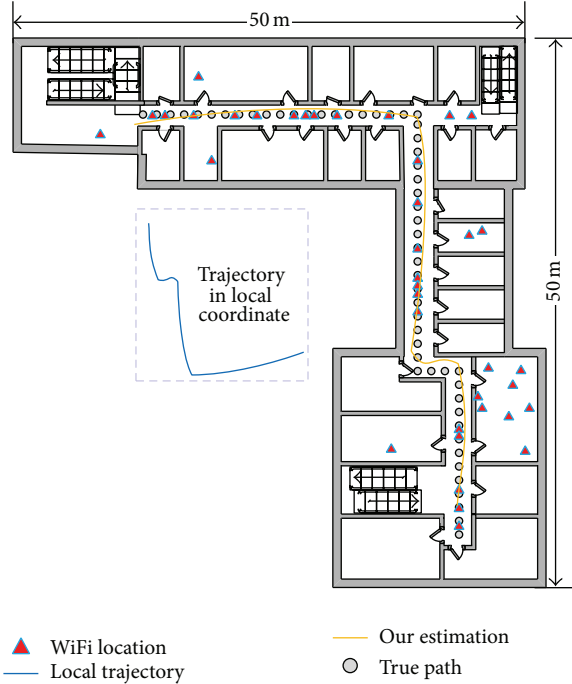 50 m
50 m
Trajectory
in local
coordinate
WiFi location
Local trajectory
Our estimation
True path